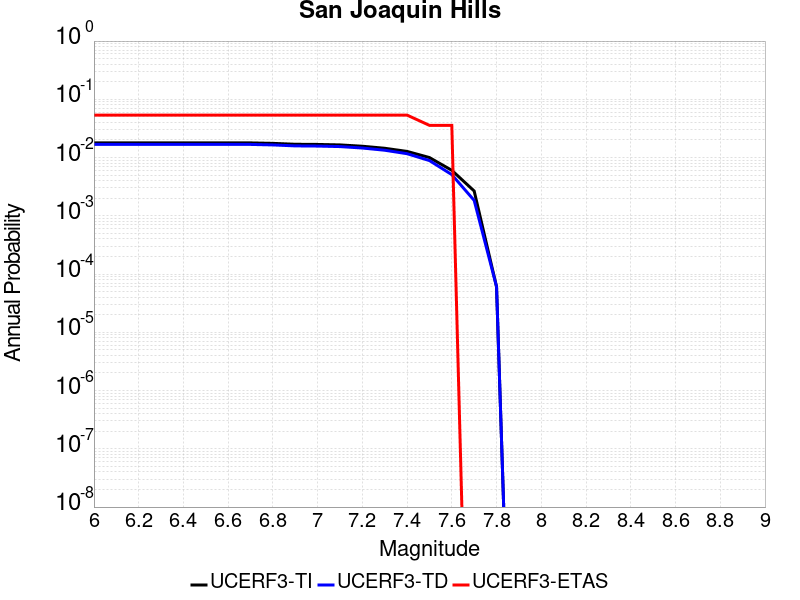 San Joaquin Hills
10^0
10^-1
10^-2
10^-3
10^-4
10^-5
10^-6
10^-7
10^-8
Annual Probability
6 6.2 6.4 6.6 6.8 7 7.2 7.4 7.6 7.8 8 8.2 8.4 8.6 8.8 9
Magnitude
UCERF3-TI UCERF3-TD UCERF3-ETAS